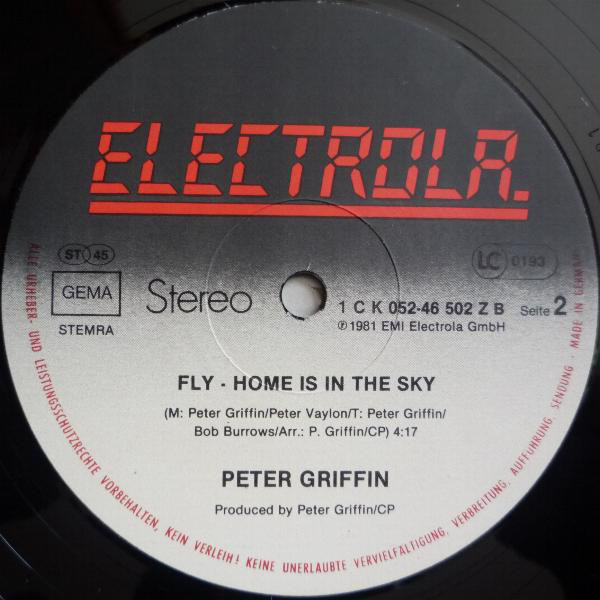 ELECTROLA.
ST 45
LC 0193
GEMA
STEMRA
Stereo
1 C K 052-46 502 Z B
Seite 2
℗ 1981 EMI Electrola GmbH
FLY - HOME IS IN THE SKY
(M: Peter Griffin/Peter Vaylon/T: Peter Griffin/
Bob Burrows/Arr.: P. Griffin/CP) 4:17
PETER GRIFFIN
Produced by Peter Griffin/CP
ALLE URHEBER- UND LEISTUNGSSCHUTZRECHTE VORBEHALTEN, KEIN VERLEIH! KEINE UNERLAUBTE VERVIELFÄLTIGUNG, VERBREITUNG, AUFFÜHRUNG, SENDUNG · MADE IN GERMANY